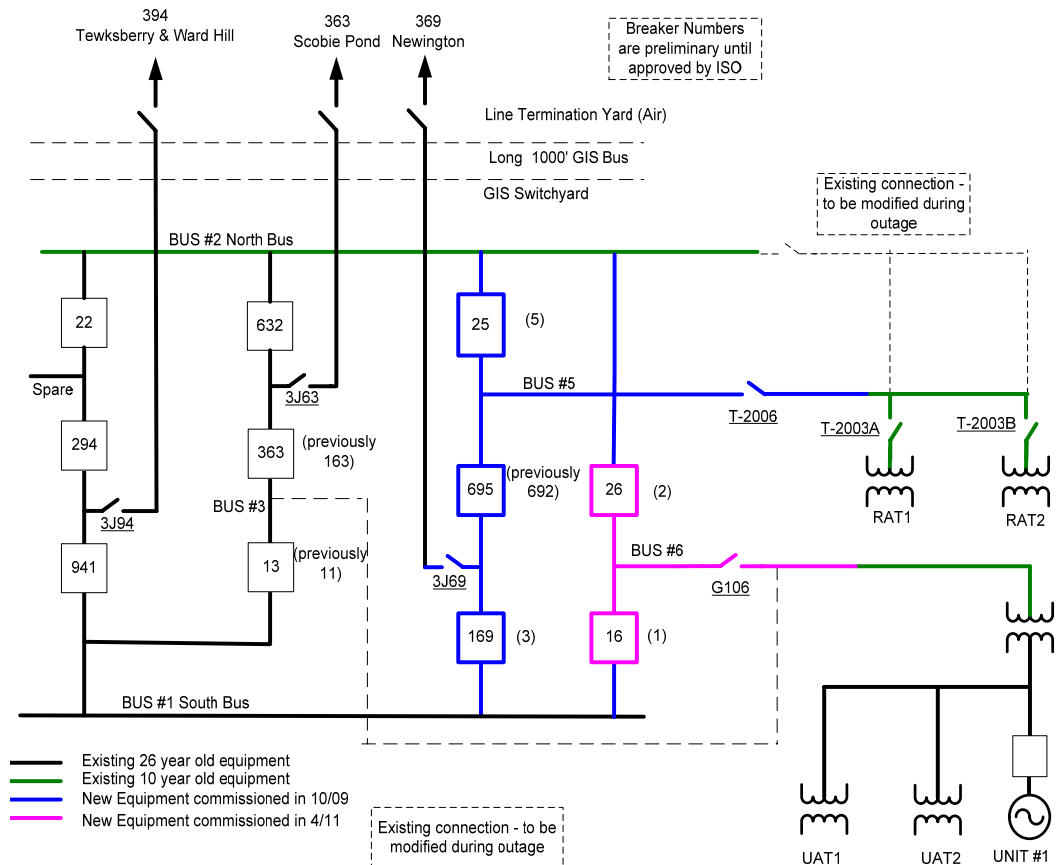 394
Tewksberry & Ward Hill
363
Scobie Pond
369
Newington
Breaker Numbers
are preliminary until
approved by ISO
Line Termination Yard (Air)
Long 1000' GIS Bus
GIS Switchyard
Existing connection -
to be modified during
outage
BUS #2 North Bus
22
632
25
(5)
Spare
3J63
BUS #5
T-2006
T-2003A
T-2003B
294
363
(previously
163)
695
(previously
692)
26
(2)
RAT1
RAT2
3J94
BUS #3
941
13
(previously
11)
3J69
BUS #6
G106
169
(3)
16
(1)
BUS #1 South Bus
Existing 26 year old equipment
Existing 10 year old equipment
New Equipment commissioned in 10/09
New Equipment commissioned in 4/11
Existing connection - to be
modified during outage
UAT1
UAT2
UNIT #1